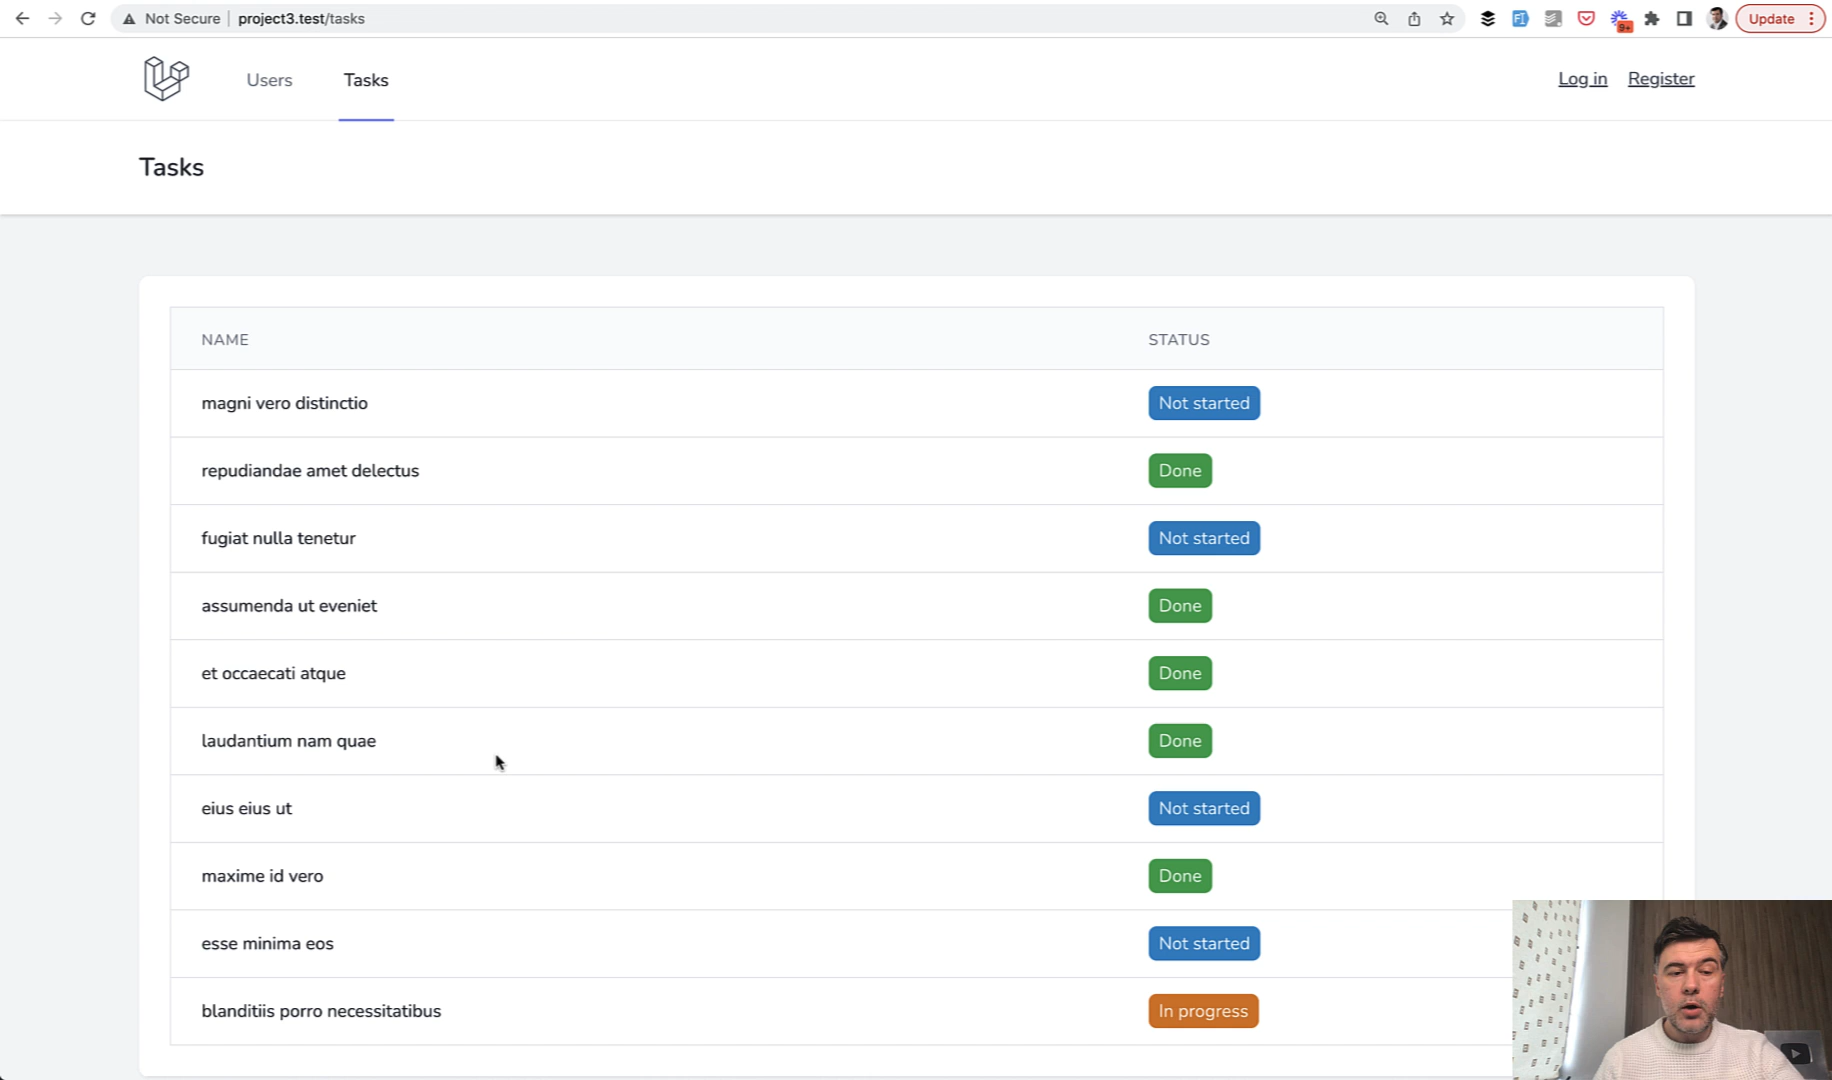 Not Secure project3.test/tasks
9+
Update
Users Tasks
Log in Register
Tasks
NAME STATUS
magni vero distinctio Not started
repudiandae amet delectus Done
fugiat nulla tenetur Not started
assumenda ut eveniet Done
et occaecati atque Done
laudantium nam quae Done
eius eius ut Not started
maxime id vero Done
esse minima eos Not started
blanditiis porro necessitatibus In progress